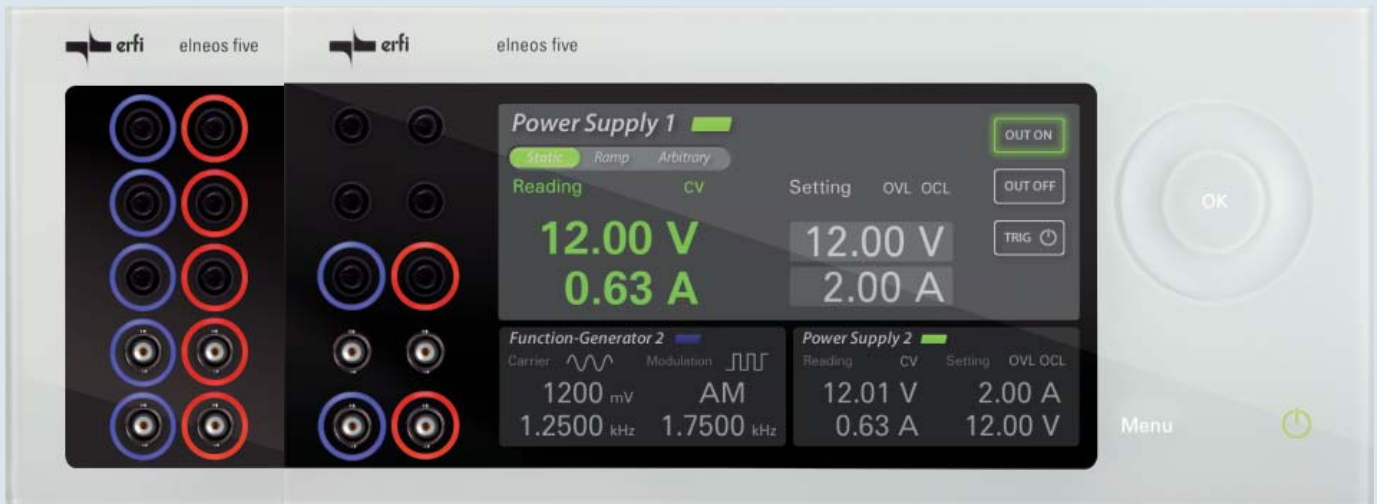 erfi elneos five
erfi elneos five
Power Supply 1
OUT ON
Static Ramp Arbitrary
Reading CV Setting OVL OCL
OUT OFF
OK
12.00 V 12.00 V
TRIG
0.63 A 2.00 A
Function-Generator 2
Carrier Modulation
1200 mV AM
1.2500 kHz 1.7500 kHz
Power Supply 2
Reading CV Setting OVL OCL
12.01 V 2.00 A
0.63 A 12.00 V
Menu